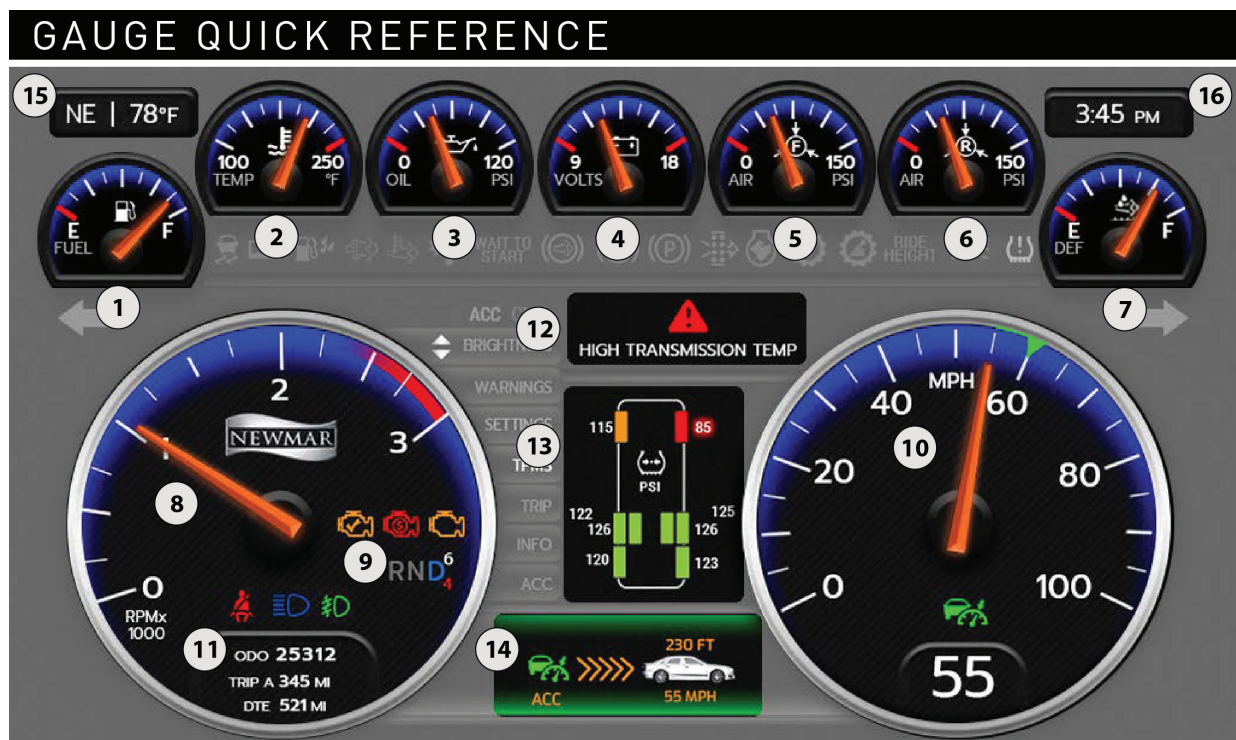 GAUGE QUICK REFERENCE
15
NE | 78°F
16
3:45 PM
100 250
TEMP °F
0 120
OIL PSI
9 18
VOLTS
0 F 150
AIR PSI
0 R 150
AIR PSI
E F
FUEL
E F
DEF
2
3
4
5
6
WAIT TO
START
P
RIDE
HEIGHT
1
7
ACC
12
HIGH TRANSMISSION TEMP
WARNINGS
13
TRIP
INFO
ACC
115 85
PSI
122 125
126 126
120 123
0
1
2
3
RPMx
1000
NEWMAR
8
9
S
RND
6
4
11
ODO 25312
TRIP A 345 MI
DTE 521 MI
14
ACC
230 FT
55 MPH
MPH
0
20
40
60
80
100
10
55